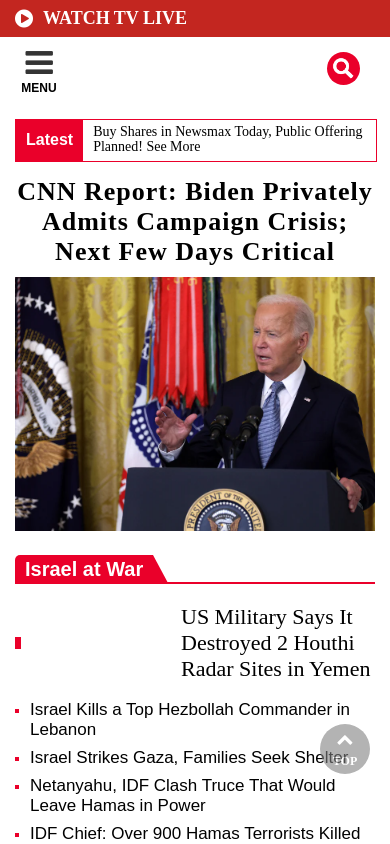 WATCH TV LIVE
MENU
Latest
Buy Shares in Newsmax Today, Public Offering
Planned! See More
CNN Report: Biden Privately
Admits Campaign Crisis;
Next Few Days Critical
PRESIDENT OF THE
Israel at War
US Military Says It
Destroyed 2 Houthi
Radar Sites in Yemen
Israel Kills a Top Hezbollah Commander in
Lebanon
Israel Strikes Gaza, Families Seek Shelter
TOP
Netanyahu, IDF Clash Truce That Would
Leave Hamas in Power
IDF Chief: Over 900 Hamas Terrorists Killed